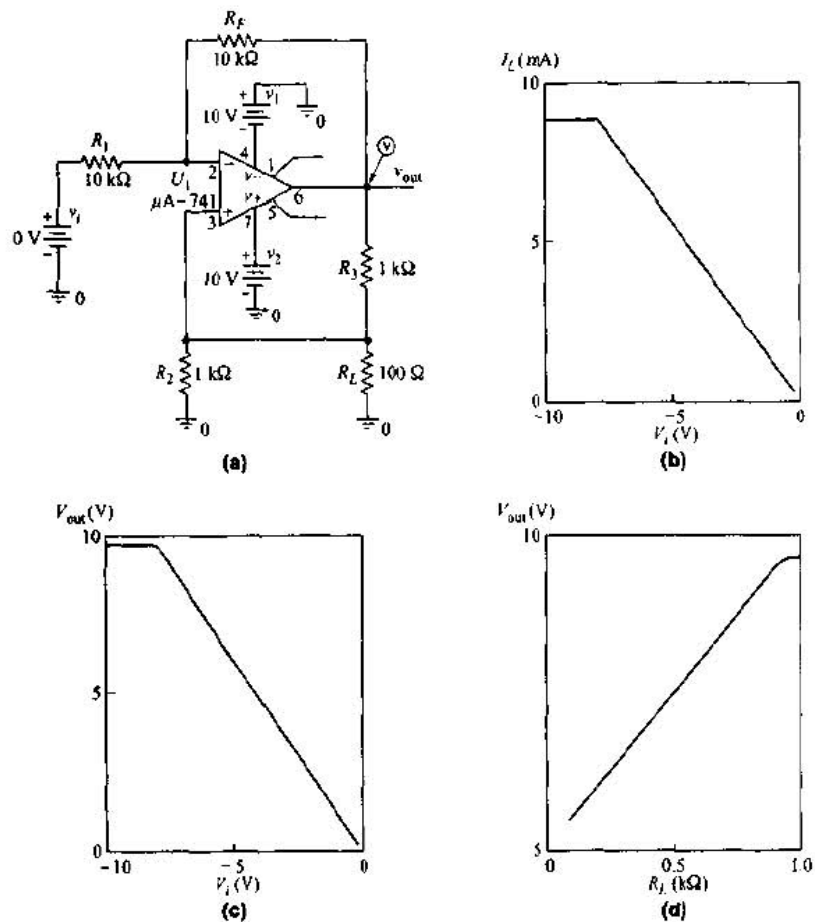 R_F
10 kΩ
+ v_1
10 V
-
0
R_1
10 kΩ
4
1
2
-
V-
v
v_out
U_1
μA-741
6
V+
5
+
3
7
+ v_i
0 V
-
0
+ v_2
10 V
-
0
R_3
1 kΩ
R_2
1 kΩ
R_L
100 Ω
0
0
(a)
I_L (mA)
10
5
0
-10
-5
0
V_i (V)
(b)
V_out (V)
10
5
0
-10
-5
0
V_i (V)
(c)
V_out (V)
10
5
0
0.5
1.0
R_L (kΩ)
(d)